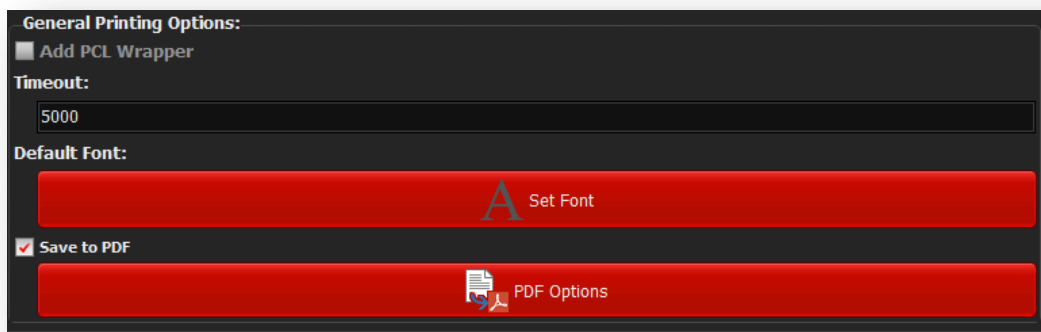 General Printing Options:
Add PCL Wrapper
Timeout:
5000
Default Font:
A Set Font
Save to PDF
PDF Options